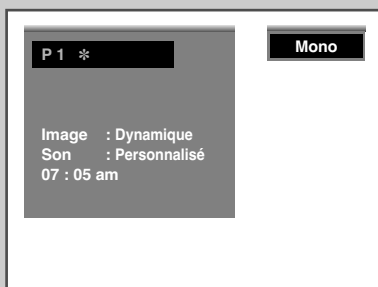 P 1 ✻
Mono
Image : Dynamique
Son : Personnalisé
07 : 05 am